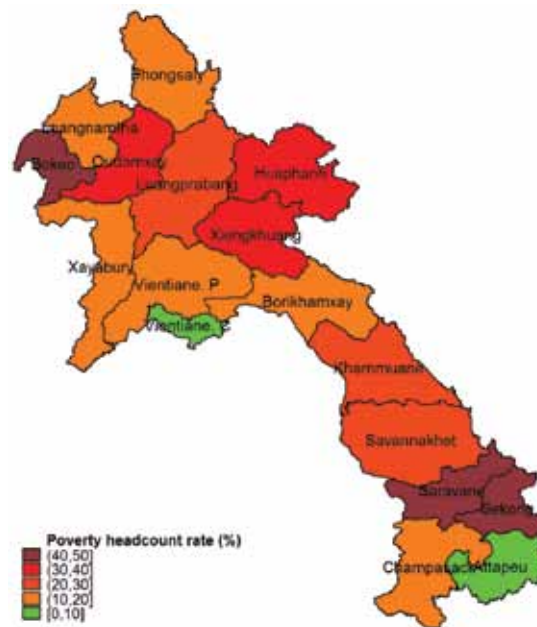 Phongsaly
Luangnamtha
Bokeo
Oudomxay
Luangprabang
Huaphanh
Xiengkhuang
Xayabury
Vientiane. P
Borikhamxay
Vientiane. C
Khammuane
Savannakhet
Saravane
Sekong
Champasack
Attapeu
Poverty headcount rate (%)
(40,50]
(30,40]
(20,30]
(10,20]
[0,10]